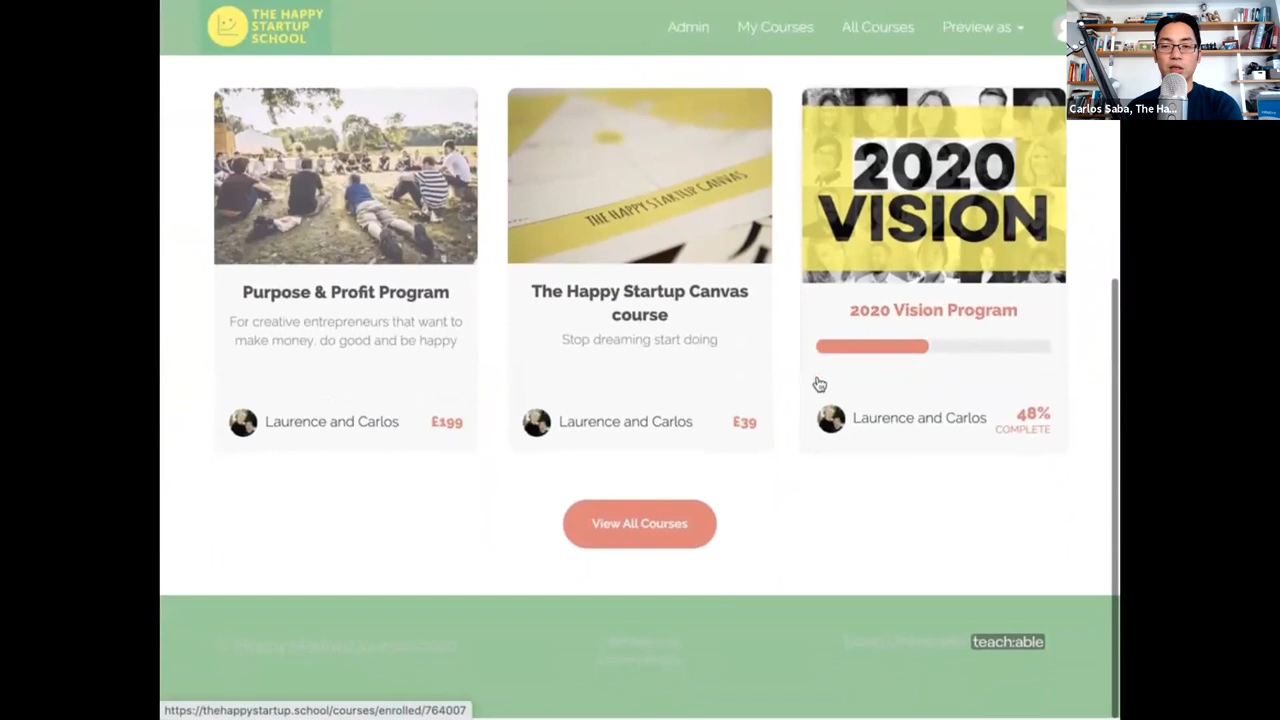 THE HAPPY
STARTUP
SCHOOL
Admin
My Courses
All Courses
Preview as
Carlos Saba, The Ha...
THE HAPPY STARTUP CANVAS
2020
VISION
Purpose & Profit Program
For creative entrepreneurs that want to
make money. do good and be happy
Laurence and Carlos
£199
The Happy Startup Canvas
course
Stop dreaming start doing
Laurence and Carlos
£39
2020 Vision Program
Laurence and Carlos
48%
COMPLETE
View All Courses
teach:able
https://thehappystartup.school/courses/enrolled/764007